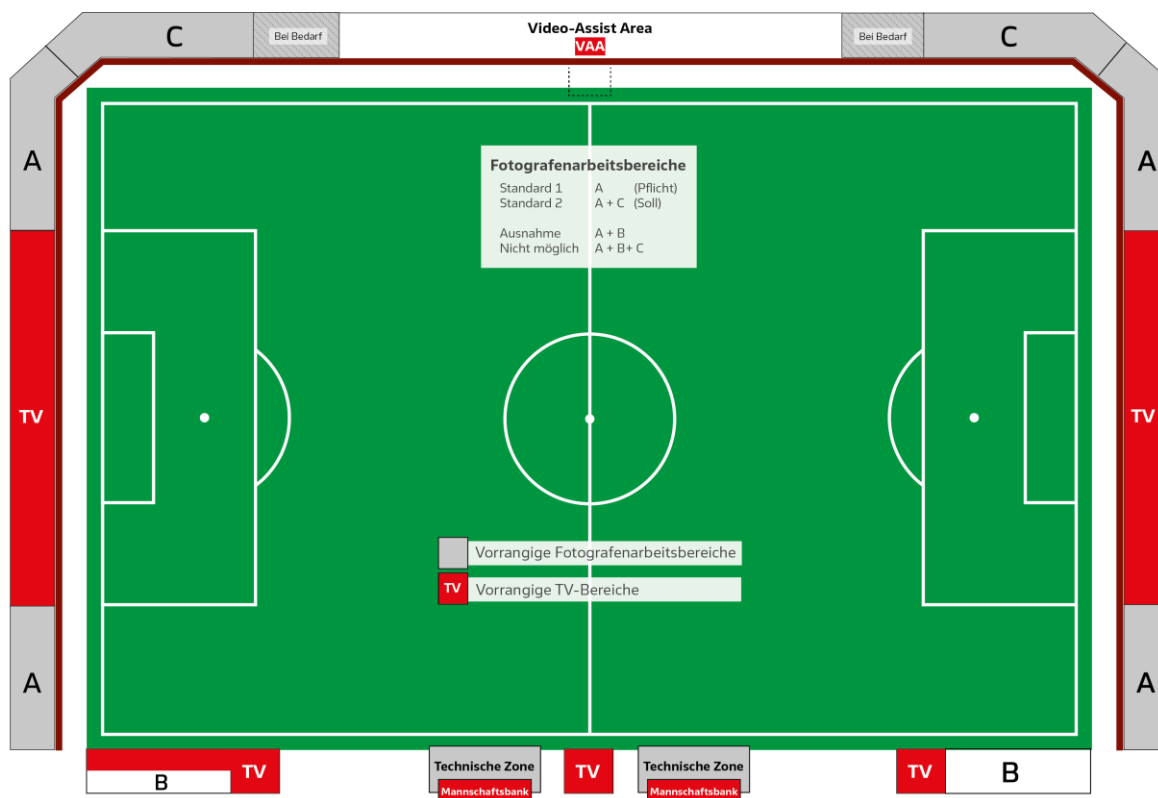 C
Bei Bedarf
Video-Assist Area
VAA
Bei Bedarf
C
A
A
Fotografenarbeitsbereiche
Standard 1 A (Pflicht)
Standard 2 A + C (Soll)
Ausnahme A + B
Nicht möglich A + B+ C
TV
TV
Vorrangige Fotografenarbeitsbereiche
TV Vorrangige TV-Bereiche
A
A
B
TV
Technische Zone
Mannschaftsbank
TV
Technische Zone
Mannschaftsbank
TV
B